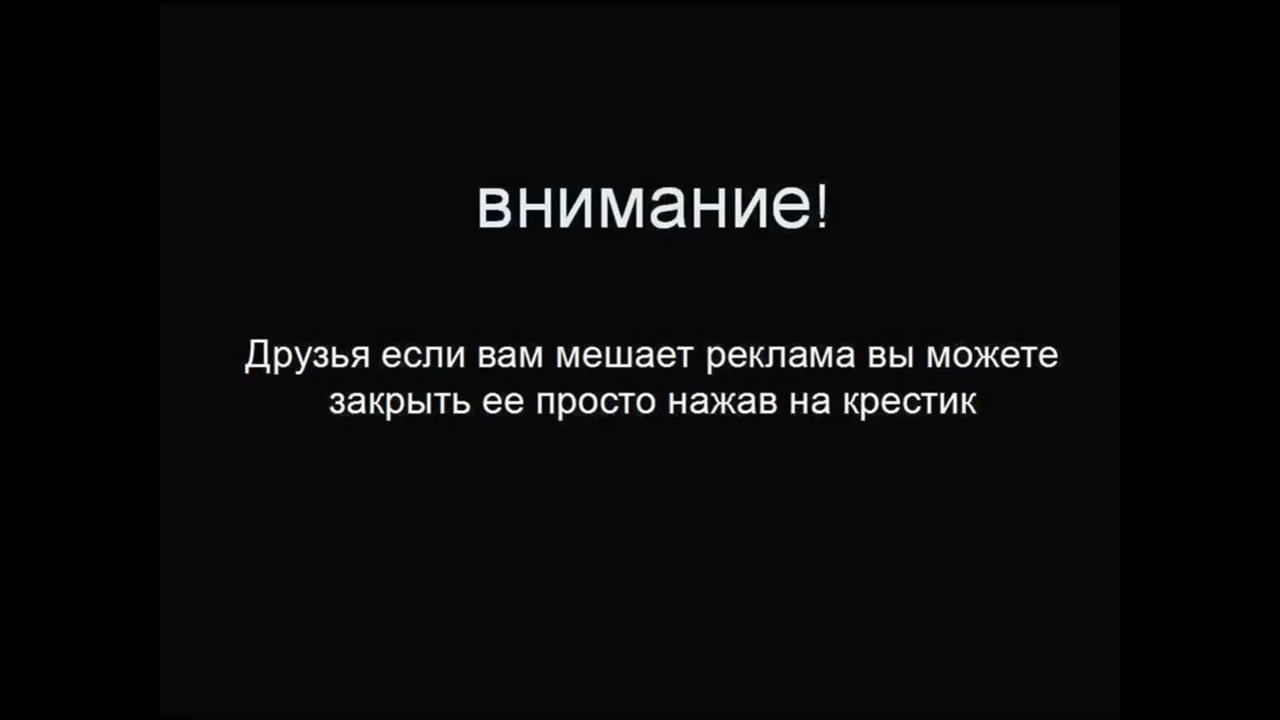 внимание!
Друзья если вам мешает реклама вы можете
закрыть ее просто нажав на крестик